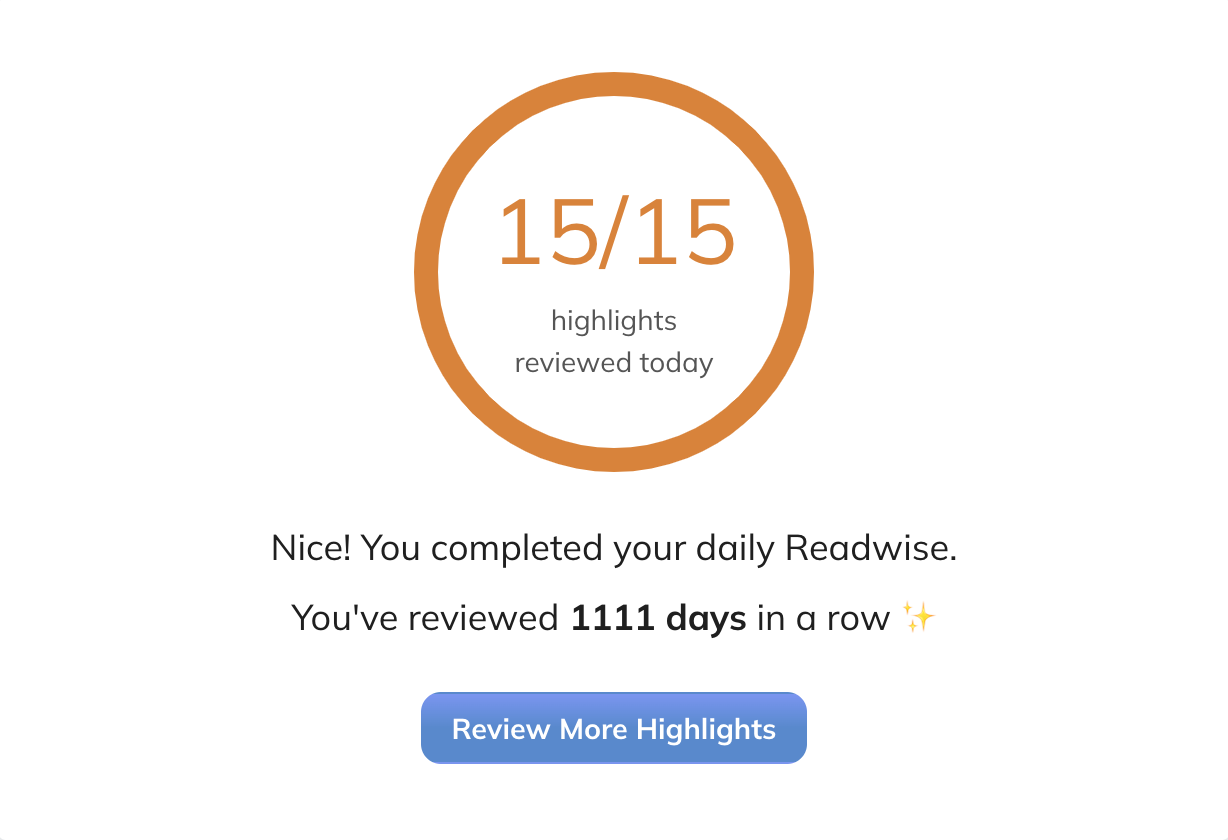 15/15
highlights
reviewed today
Nice! You completed your daily Readwise.
You've reviewed 1111 days in a row ✨
Review More Highlights